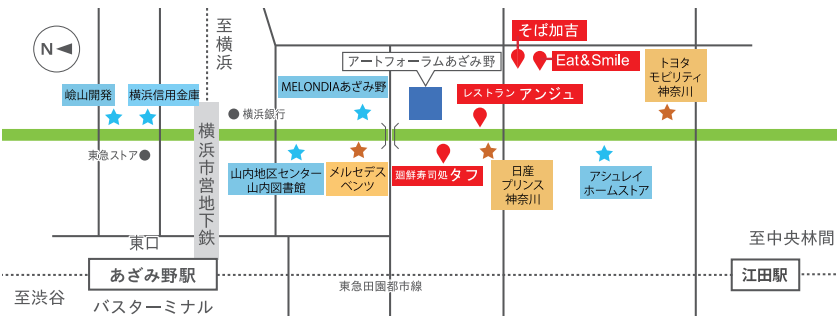 N
至横浜
嶮山開発
横浜信用金庫
東急ストア
横浜銀行
横浜市営地下鉄
MELONDIAあざみ野
山内地区センター
山内図書館
メルセデス
ベンツ
アートフォーラムあざみ野
廻鮮寿司処 タフ
レストラン アンジュ
そば加吉
Eat&Smile
日産
プリンス
神奈川
アシュレイ
ホームストア
トヨタ
モビリティ
神奈川
東口
あざみ野駅
至渋谷
バスターミナル
東急田園都市線
至中央林間
江田駅